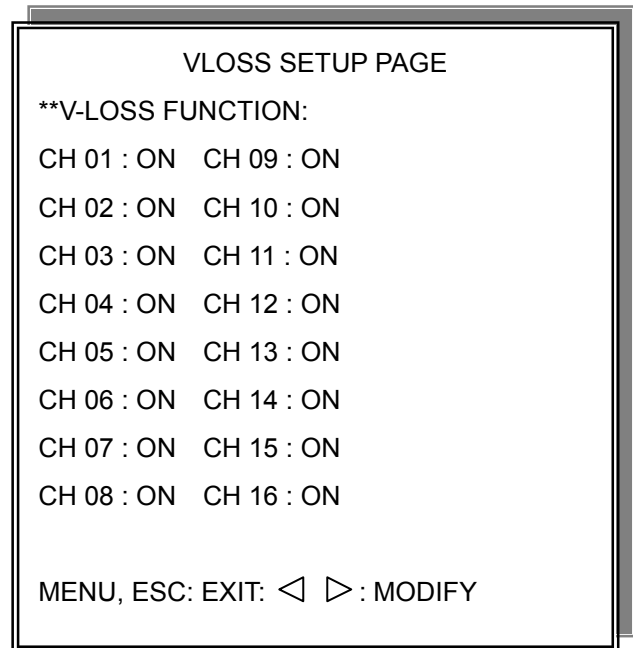 VLOSS SETUP PAGE
**V-LOSS FUNCTION:
CH 01 : ON CH 09 : ON
CH 02 : ON CH 10 : ON
CH 03 : ON CH 11 : ON
CH 04 : ON CH 12 : ON
CH 05 : ON CH 13 : ON
CH 06 : ON CH 14 : ON
CH 07 : ON CH 15 : ON
CH 08 : ON CH 16 : ON
MENU, ESC: EXIT: ◁ ▷ : MODIFY